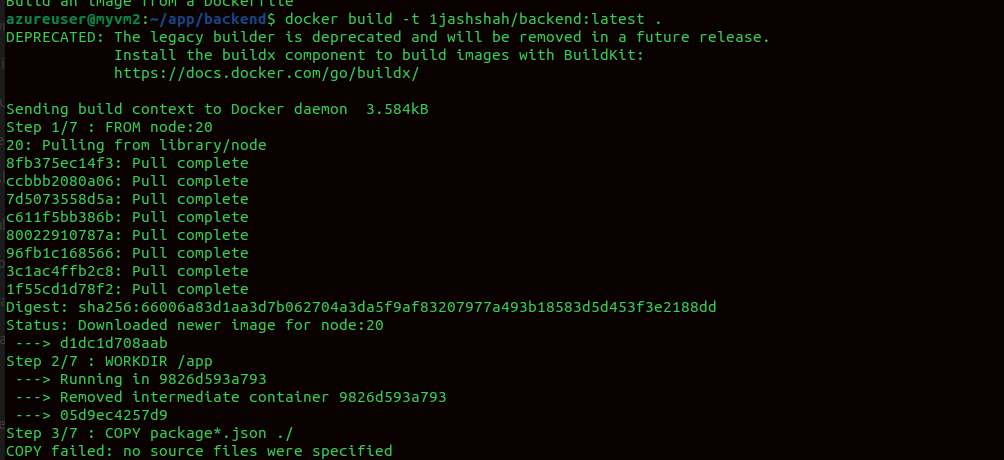 Build an image from a Dockerfile
azureuser@myvm2:~/app/backend$ docker build -t 1jashshah/backend:latest .
DEPRECATED: The legacy builder is deprecated and will be removed in a future release.
Install the buildx component to build images with BuildKit:
https://docs.docker.com/go/buildx/
Sending build context to Docker daemon  3.584kB
Step 1/7 : FROM node:20
20: Pulling from library/node
8fb375ec14f3: Pull complete
ccbbb2080a06: Pull complete
7d5073558d5a: Pull complete
c611f5bb386b: Pull complete
80022910787a: Pull complete
96fb1c168566: Pull complete
3c1ac4ffb2c8: Pull complete
1f55cd1d78f2: Pull complete
Digest: sha256:66006a83d1aa3d7b062704a3da5f9af83207977a493b18583d5d453f3e2188dd
Status: Downloaded newer image for node:20
---> d1dc1d708aab
Step 2/7 : WORKDIR /app
---> Running in 9826d593a793
---> Removed intermediate container 9826d593a793
---> 05d9ec4257d9
Step 3/7 : COPY package*.json ./
COPY failed: no source files were specified